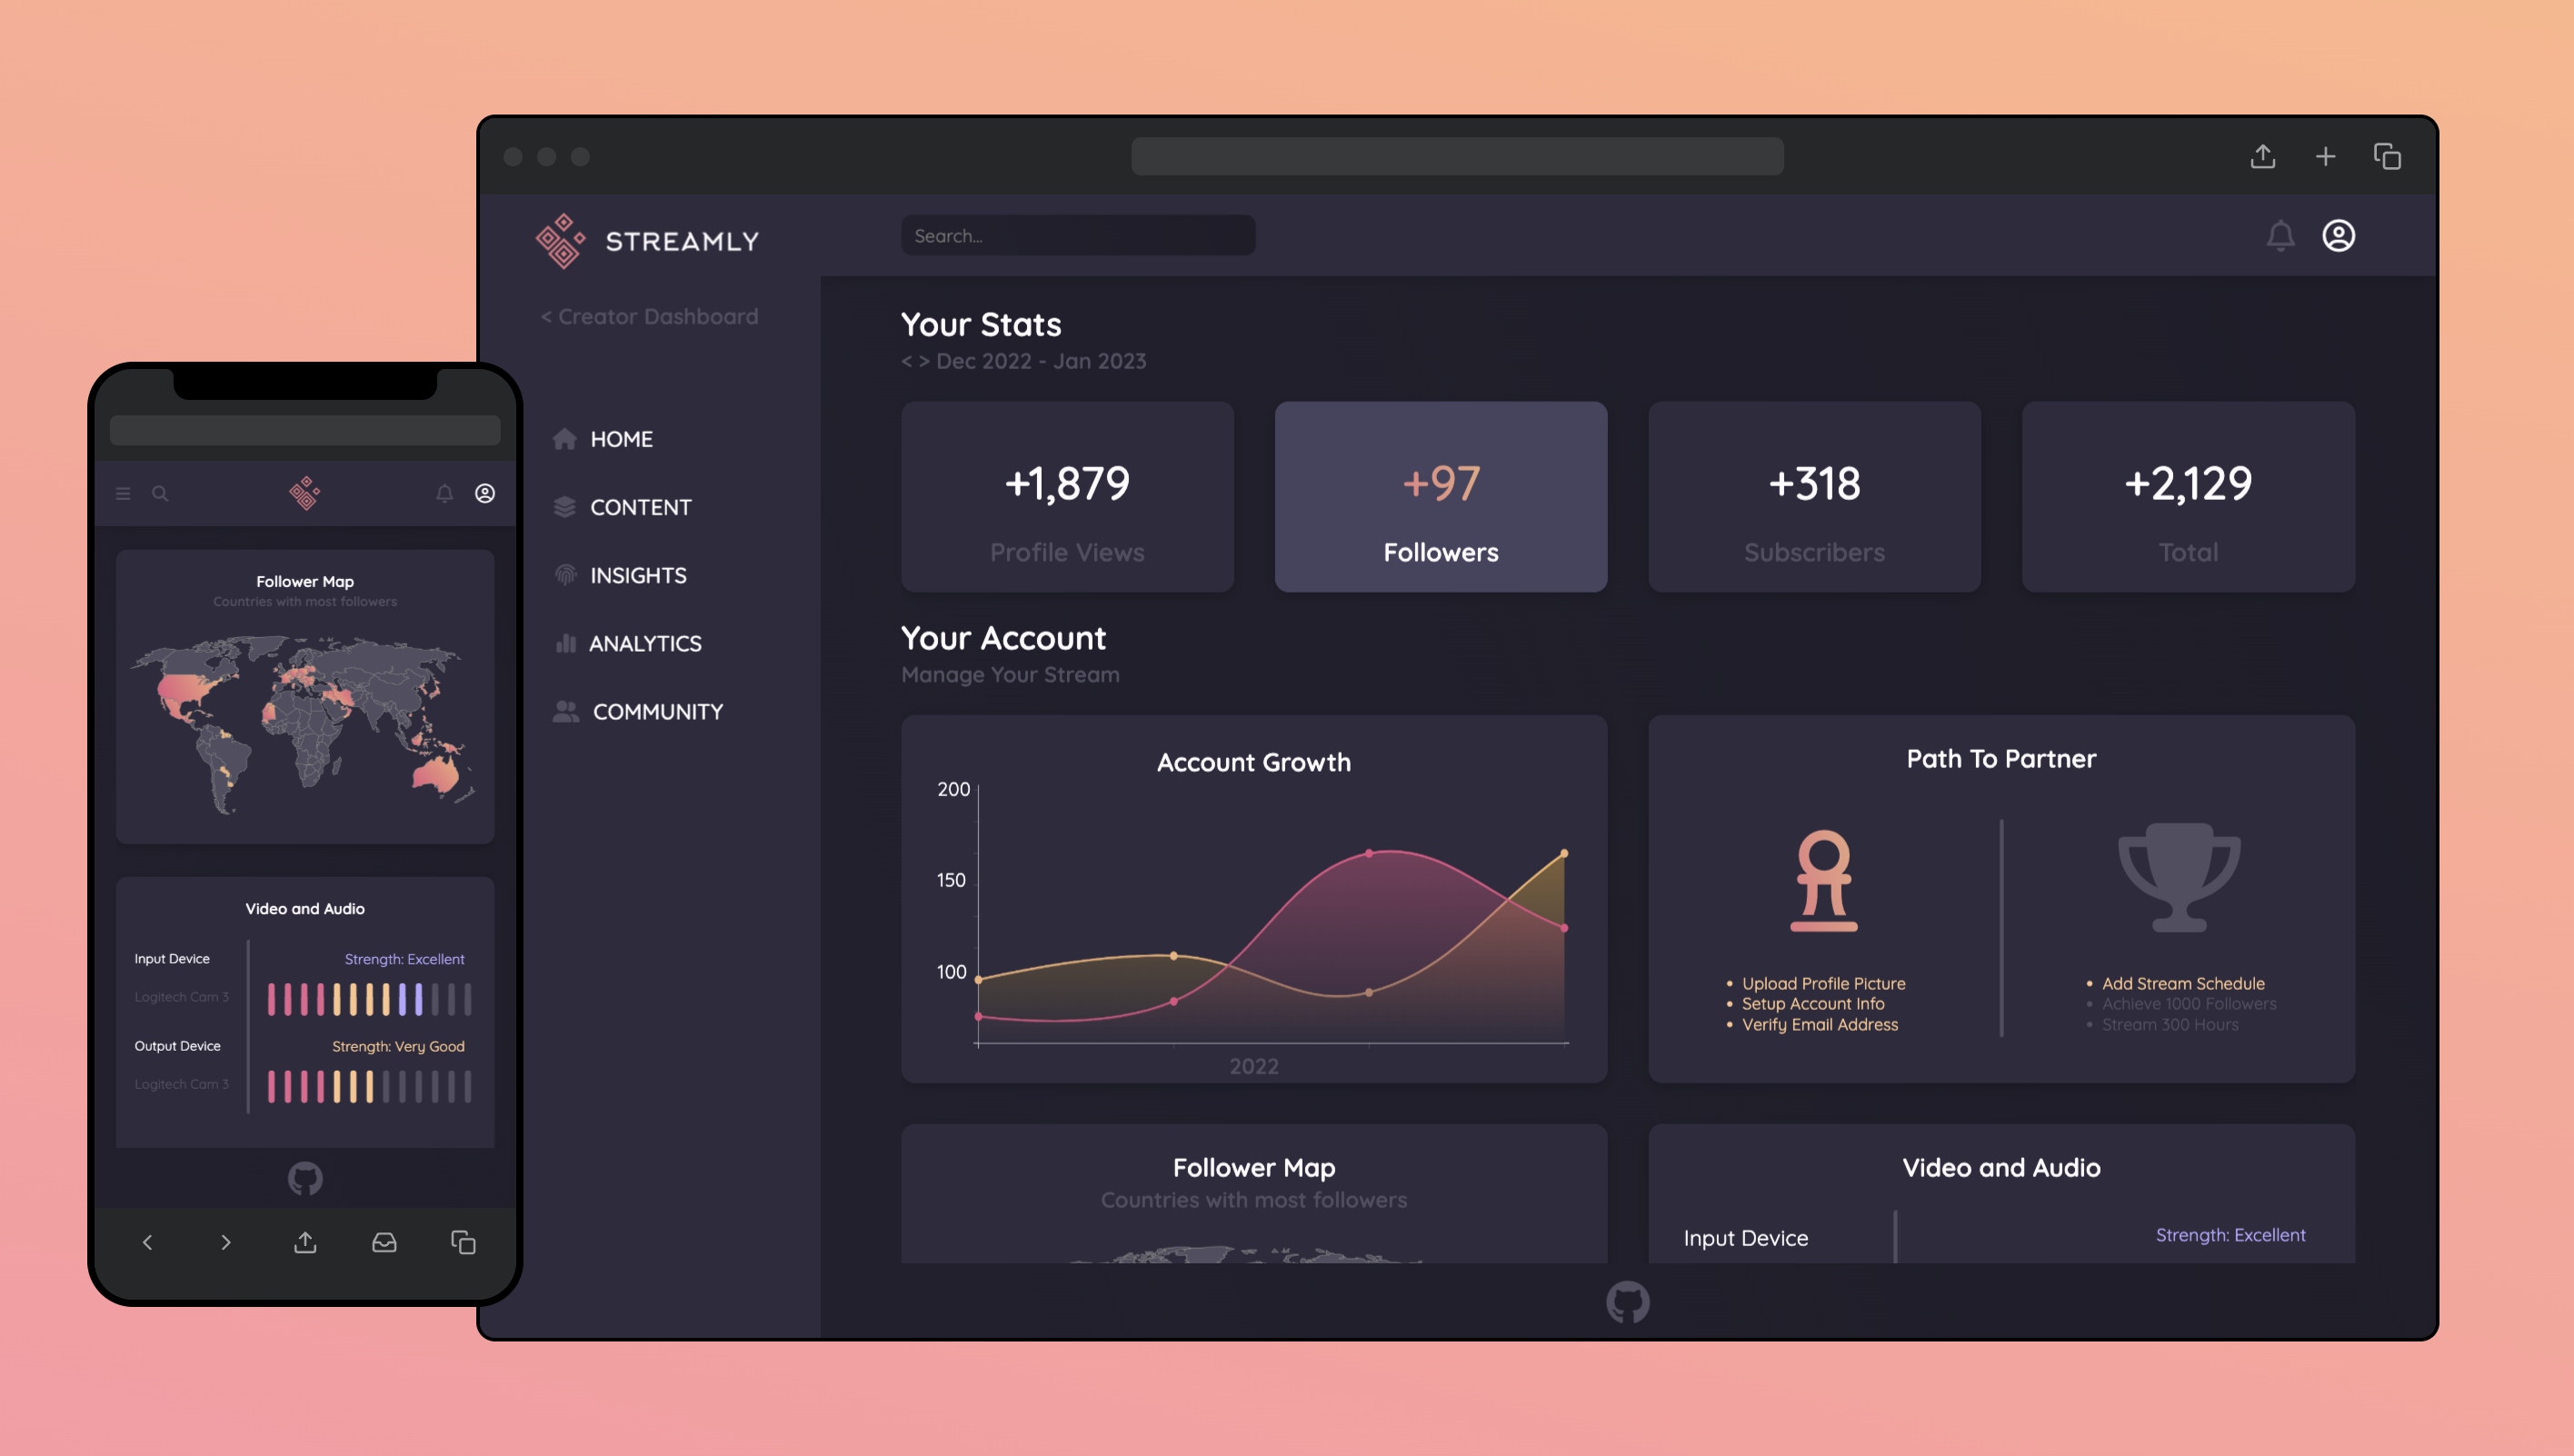 STREAMLY
Search...
< Creator Dashboard
HOME
CONTENT
INSIGHTS
ANALYTICS
COMMUNITY
Your Stats
< > Dec 2022 - Jan 2023
+1,879
Profile Views
+97
Followers
+318
Subscribers
+2,129
Total
Your Account
Manage Your Stream
Account Growth
200
150
100
2022
Path To Partner
• Upload Profile Picture
• Setup Account Info
• Verify Email Address
• Add Stream Schedule
• Achieve 1000 Followers
• Stream 300 Hours
Follower Map
Countries with most followers
Video and Audio
Input Device
Strength: Excellent
Follower Map
Countries with most followers
Video and Audio
Input Device
Strength: Excellent
Logitech Cam 3
Output Device
Strength: Very Good
Logitech Cam 3